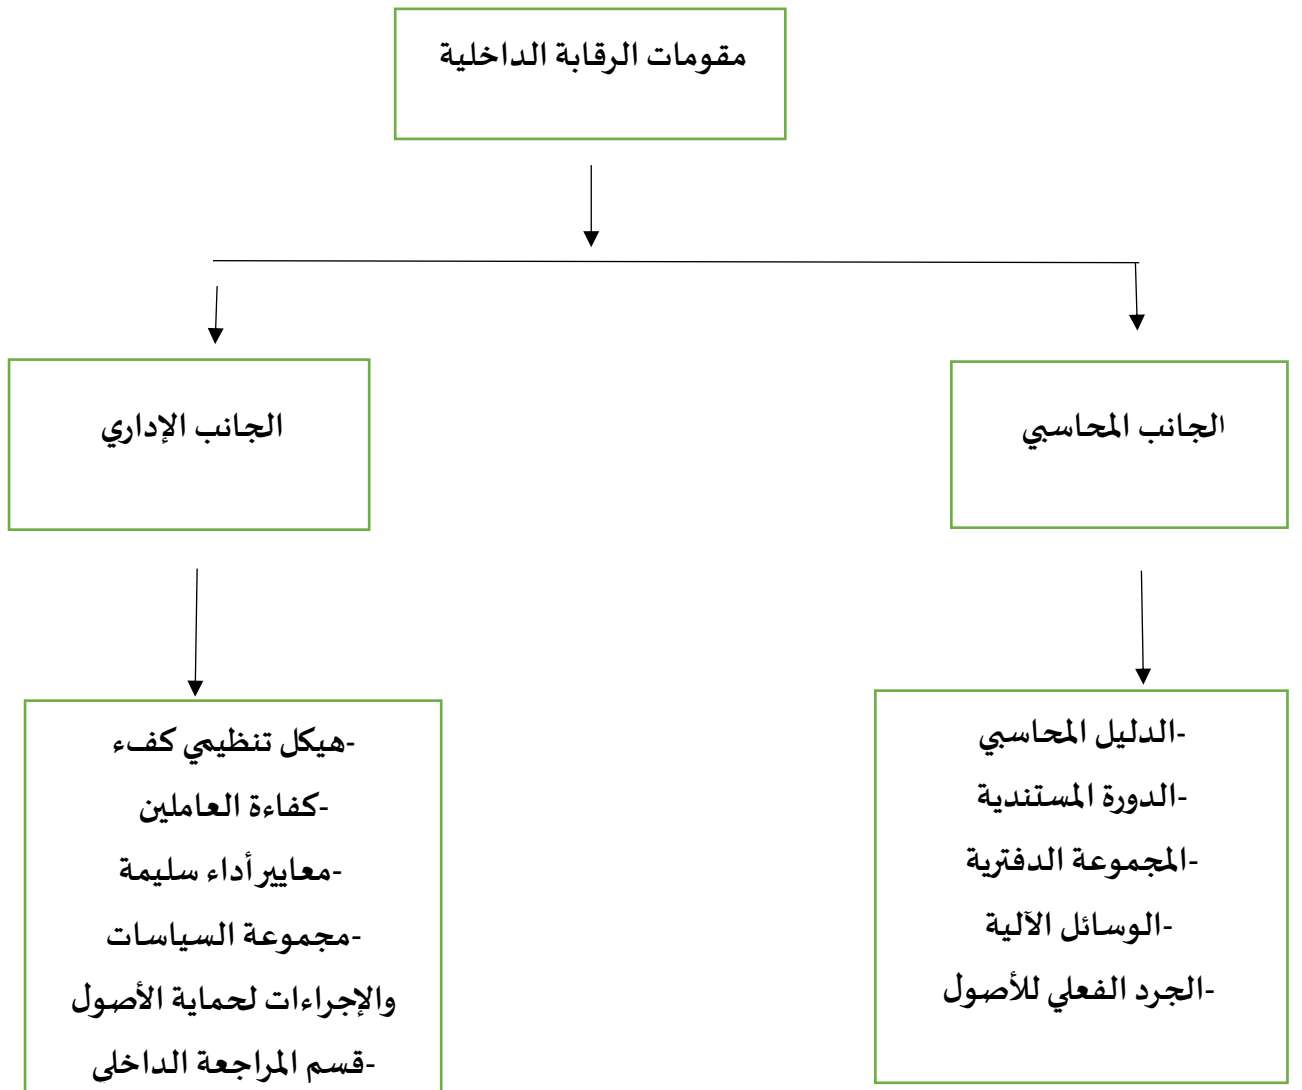 مقومات الرقابة الداخلية
الجانب المحاسبي
الجانب الإداري
-الدليل المحاسبي
-الدورة المستندية
-المجموعة الدفترية
-الوسائل الآلية
-الجرد الفعلي للأصول
-هيكل تنظيمي كفء
-كفاءة العاملين
-معايير أداء سليمة
-مجموعة السياسات
والإجراءات لحماية الأصول
-قسم المراجعة الداخلي